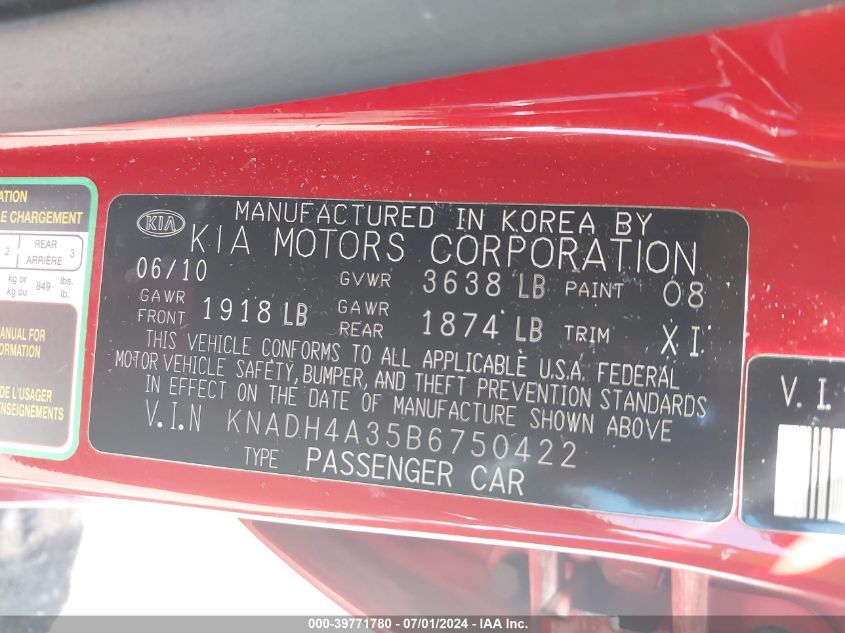 ATION
E CHARGEMENT
2 REAR 3
ARRIÈRE
kg or lbs.
kg ou 849 lb.
MANUAL FOR
FORMATION
DE L'USAGER
ENSEIGNEMENTS
KIA MANUFACTURED IN KOREA BY
KIA MOTORS CORPORATION
06/10 GVWR 3638 LB PAINT 08
GAWR FRONT 1918 LB GAWR REAR 1874 LB TRIM XI
THIS VEHICLE CONFORMS TO ALL APPLICABLE U.S.A. FEDERAL
MOTOR VEHICLE SAFETY, BUMPER, AND THEFT PREVENTION STANDARDS
IN EFFECT ON THE DATE OF MANUFACTURE SHOWN ABOVE
V.I.N KNADH4A35B6750422
TYPE PASSENGER CAR
V.I
000-39771780 - 07/01/2024 - IAA Inc.